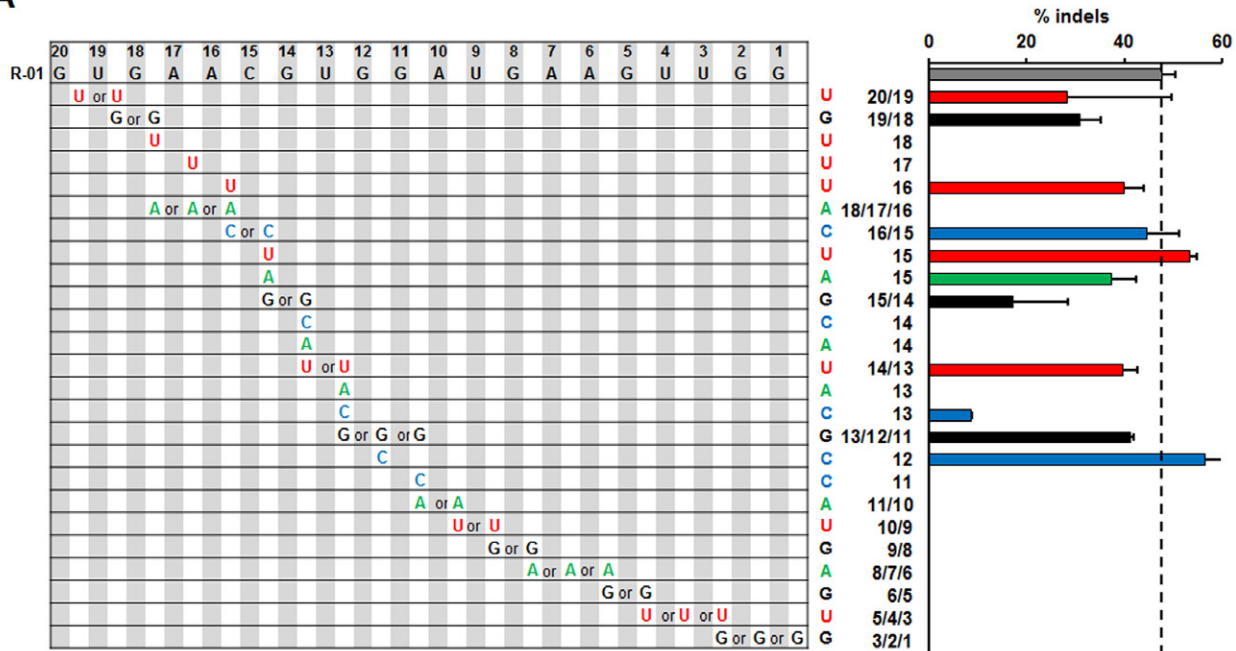 A
% indels
0 20 40 60
20 19 18 17 16 15 14 13 12 11 10 9 8 7 6 5 4 3 2 1
R-01 G U G A A C G U G G A U G A A G U U G G
U or U U 20/19
G or G G 19/18
U U 18
U U 17
U U 16
A or A or A A 18/17/16
C or C C 16/15
U U 15
A A 15
G or G G 15/14
C C 14
A A 14
U or U U 14/13
A A 13
C C 13
G or G or G G 13/12/11
C C 12
C C 11
A or A A 11/10
U or U U 10/9
G or G G 9/8
A or A or A A 8/7/6
G or G G 6/5
U or U or U U 5/4/3
G or G or G G 3/2/1